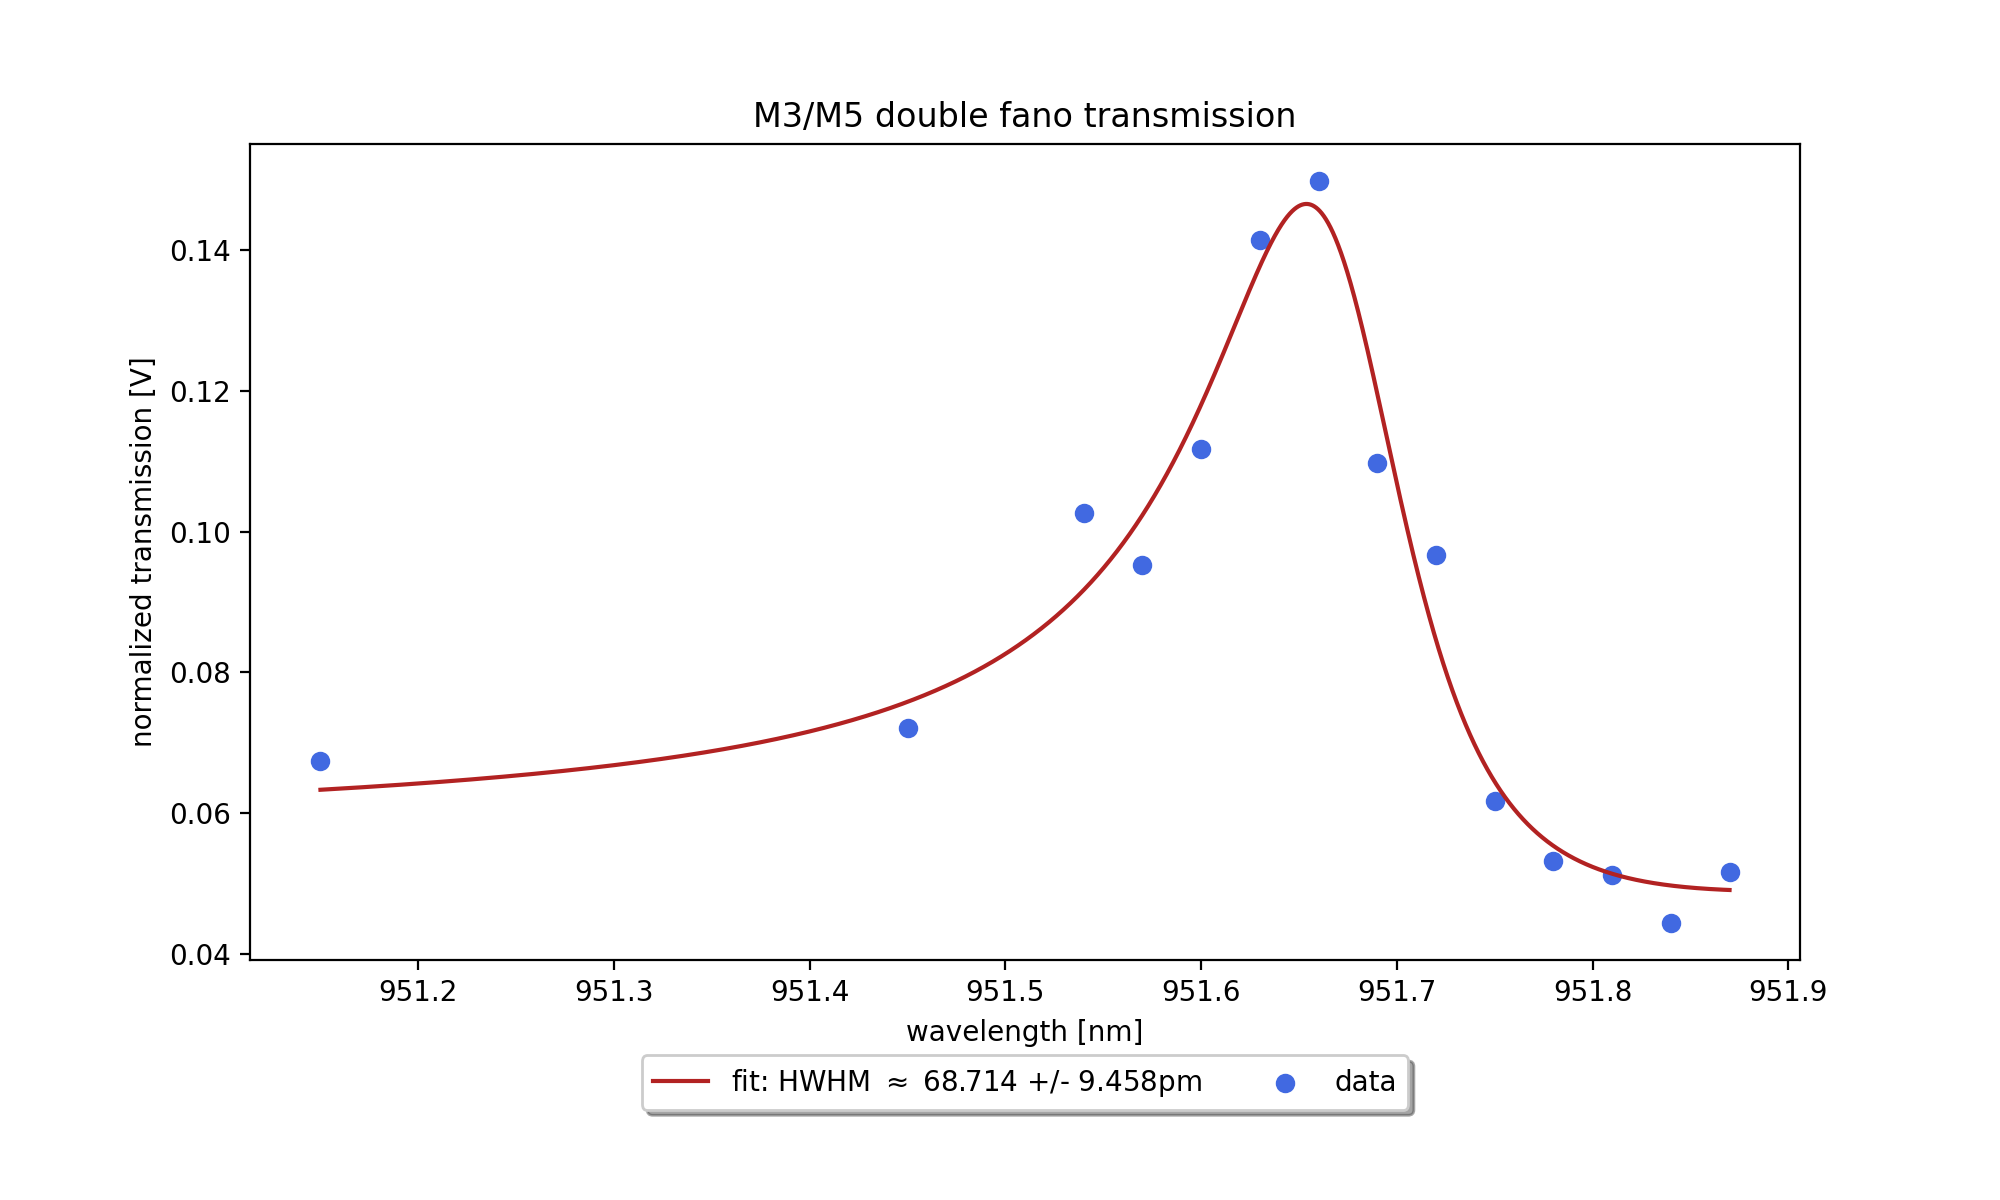 M3/M5 double fano transmission
normalized transmission [V]
0.14
0.12
0.10
0.08
0.06
0.04
951.2 951.3 951.4 951.5 951.6 951.7 951.8 951.9
wavelength [nm]
fit: HWHM ≈ 68.714 +/- 9.458pm data